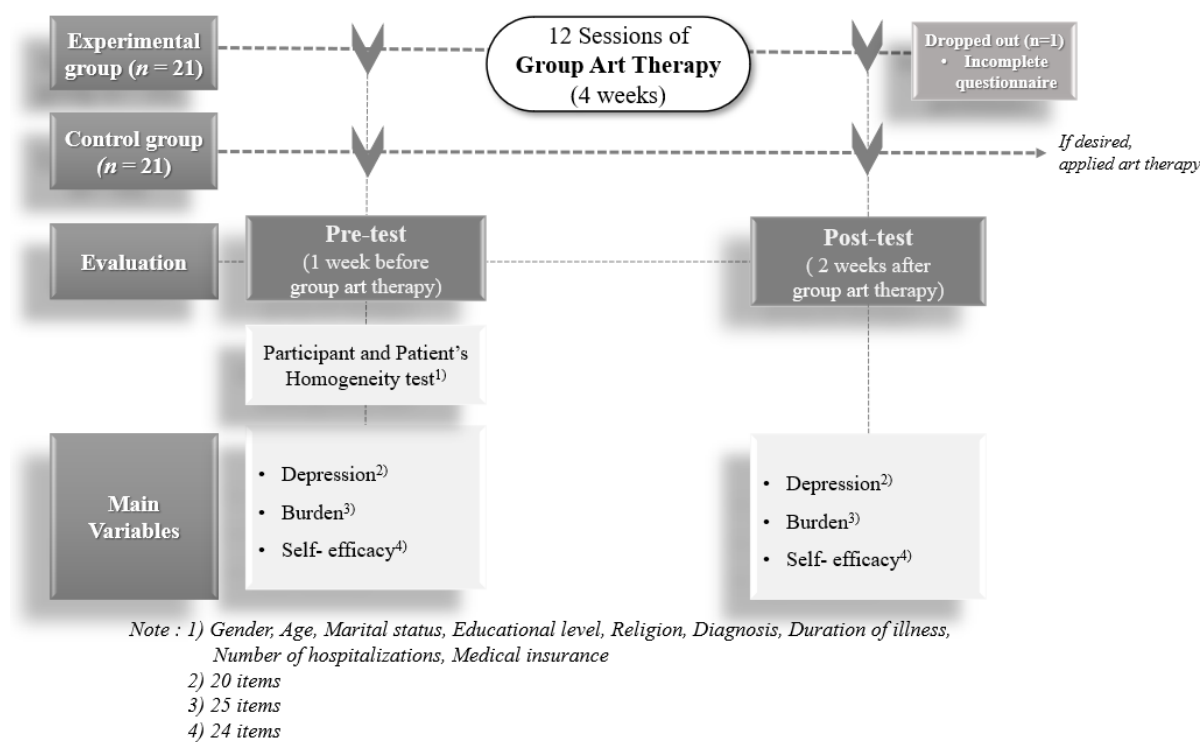 Experimental
group (n = 21)
12 Sessions of
Group Art Therapy
(4 weeks)
Dropped out (n=1)
• Incomplete
questionnaire
Control group
(n = 21)
If desired,
applied art therapy
Evaluation
Pre-test
(1 week before
group art therapy)
Post-test
( 2 weeks after
group art therapy)
Participant and Patient's
Homogeneity test1)
Main
Variables
• Depression2)
• Burden3)
• Self- efficacy4)
• Depression2)
• Burden3)
• Self- efficacy4)
Note : 1) Gender, Age, Marital status, Educational level, Religion, Diagnosis, Duration of illness,
Number of hospitalizations, Medical insurance
2) 20 items
3) 25 items
4) 24 items